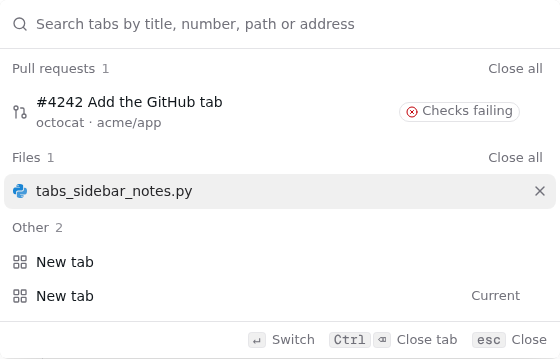 Search tabs by title, number, path or address
Pull requests 1 Close all
#4242 Add the GitHub tab
octocat · acme/app Checks failing
Files 1 Close all
tabs_sidebar_notes.py
Other 2
New tab
New tab Current
↵ Switch Ctrl ⌫ Close tab esc Close